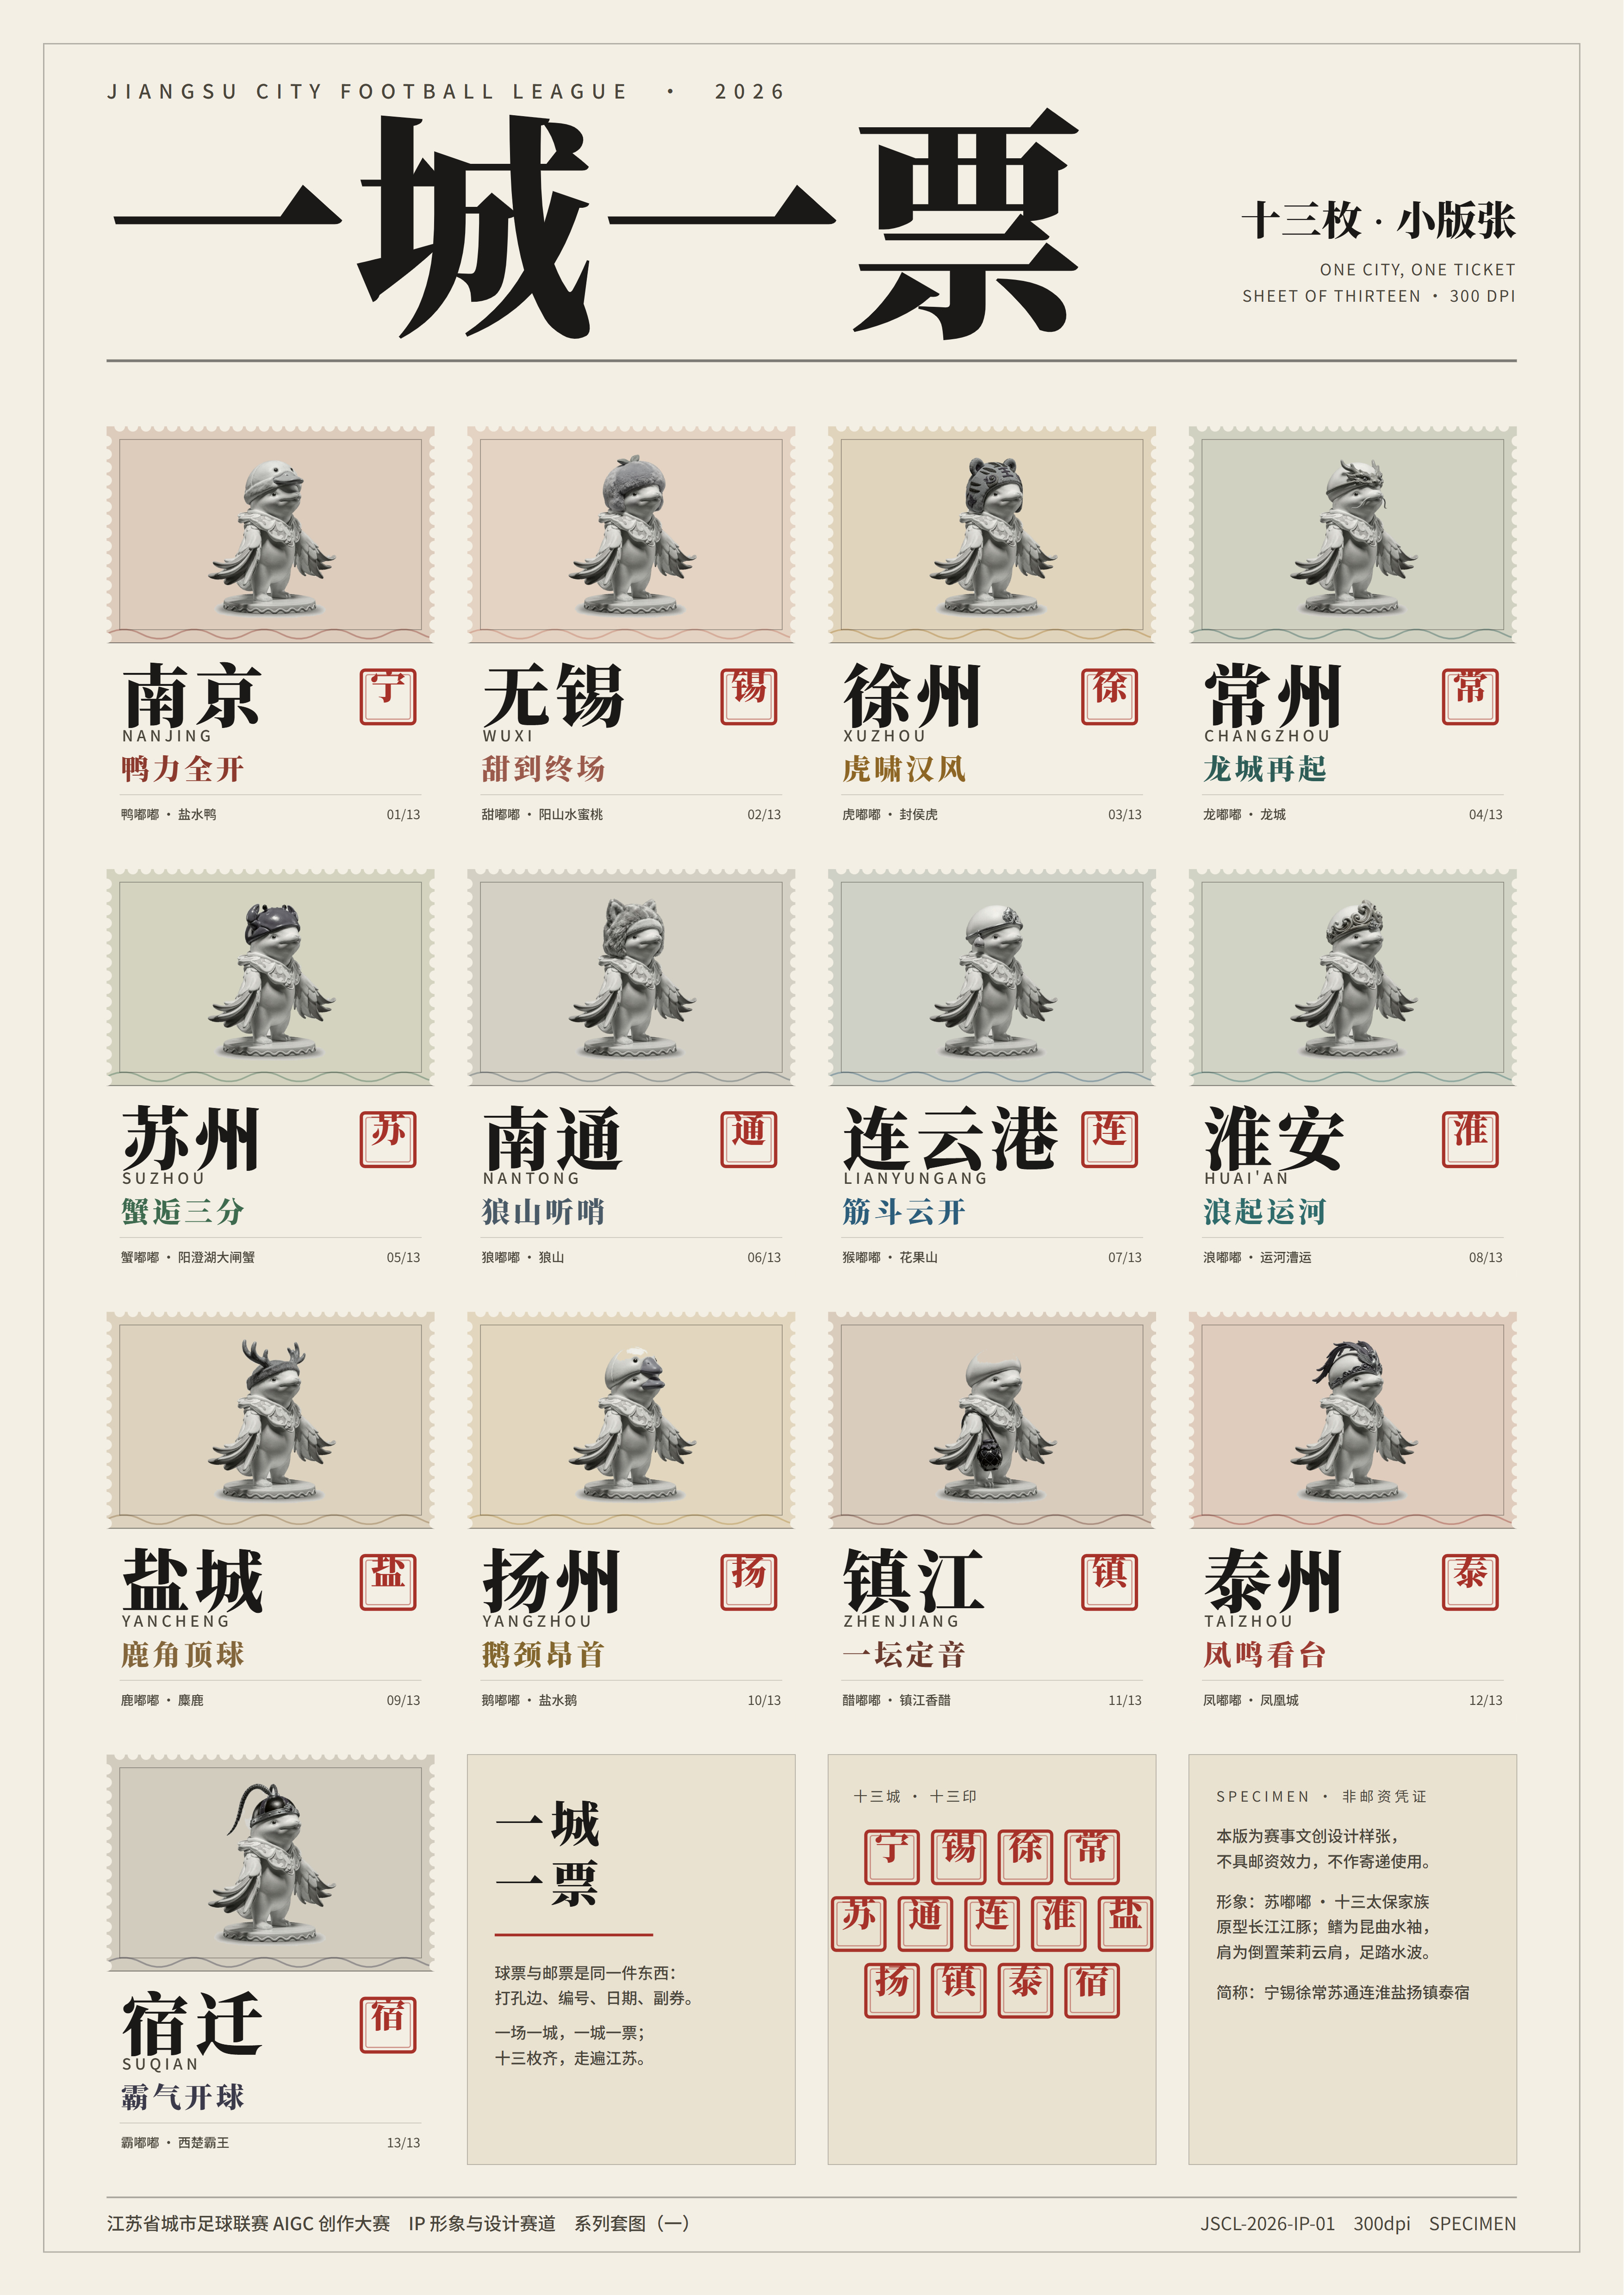 JIANGSU CITY FOOTBALL LEAGUE • 2026
一城一票
十三枚·小版张
ONE CITY, ONE TICKET
SHEET OF THIRTEEN • 300 DPI
南京
宁
NANJING
鸭力全开
鸭嘟嘟 • 盐水鸭 01/13
无锡
锡
WUXI
甜到终场
甜嘟嘟 • 阳山水蜜桃 02/13
徐州
徐
XUZHOU
虎啸汉风
虎嘟嘟 • 封侯虎 03/13
常州
常
CHANGZHOU
龙城再起
龙嘟嘟 • 龙城 04/13
苏州
苏
SUZHOU
蟹逅三分
蟹嘟嘟 • 阳澄湖大闸蟹 05/13
南通
通
NANTONG
狼山听哨
狼嘟嘟 • 狼山 06/13
连云港
连
LIANYUNGANG
筋斗云开
猴嘟嘟 • 花果山 07/13
淮安
淮
HUAI'AN
浪起运河
浪嘟嘟 • 运河漕运 08/13
盐城
盐
YANCHENG
鹿角顶球
鹿嘟嘟 • 麋鹿 09/13
扬州
扬
YANGZHOU
鹅颈昂首
鹅嘟嘟 • 盐水鹅 10/13
镇江
镇
ZHENJIANG
一坛定音
醋嘟嘟 • 镇江香醋 11/13
泰州
泰
TAIZHOU
凤鸣看台
凤嘟嘟 • 凤凰城 12/13
宿迁
宿
SUQIAN
霸气开球
霸嘟嘟 • 西楚霸王 13/13
一城
一票
球票与邮票是同一件东西：
打孔边、编号、日期、副券。
一场一城，一城一票；
十三枚齐，走遍江苏。
十三城 • 十三印
宁 锡 徐 常
苏 通 连 淮 盐
扬 镇 泰 宿
SPECIMEN • 非邮资凭证
本版为赛事文创设计样张，
不具邮资效力，不作寄递使用。
形象：苏嘟嘟 • 十三太保家族
原型长江江豚；鳍为昆曲水袖，
肩为倒置茉莉云肩，足踏水波。
简称：宁锡徐常苏通连淮盐扬镇泰宿
江苏省城市足球联赛 AIGC 创作大赛 IP 形象与设计赛道 系列套图（一）
JSCL-2026-IP-01 300dpi SPECIMEN